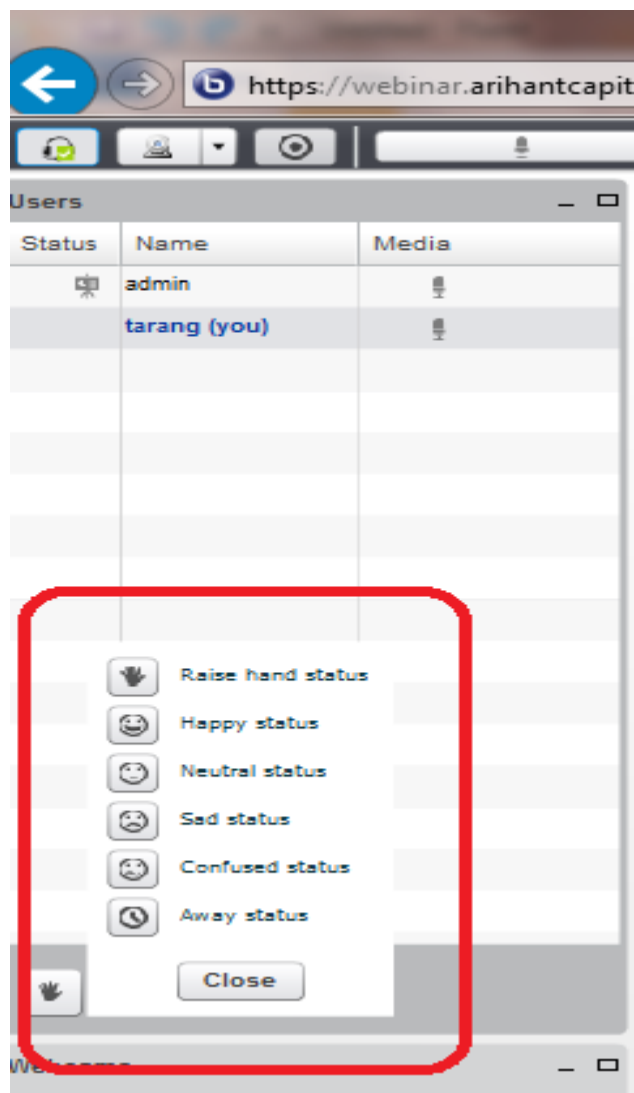 https://webinar.arihantcapit
Users
Status Name Media
admin
tarang (you)
Raise hand status
Happy status
Neutral status
Sad status
Confused status
Away status
Close